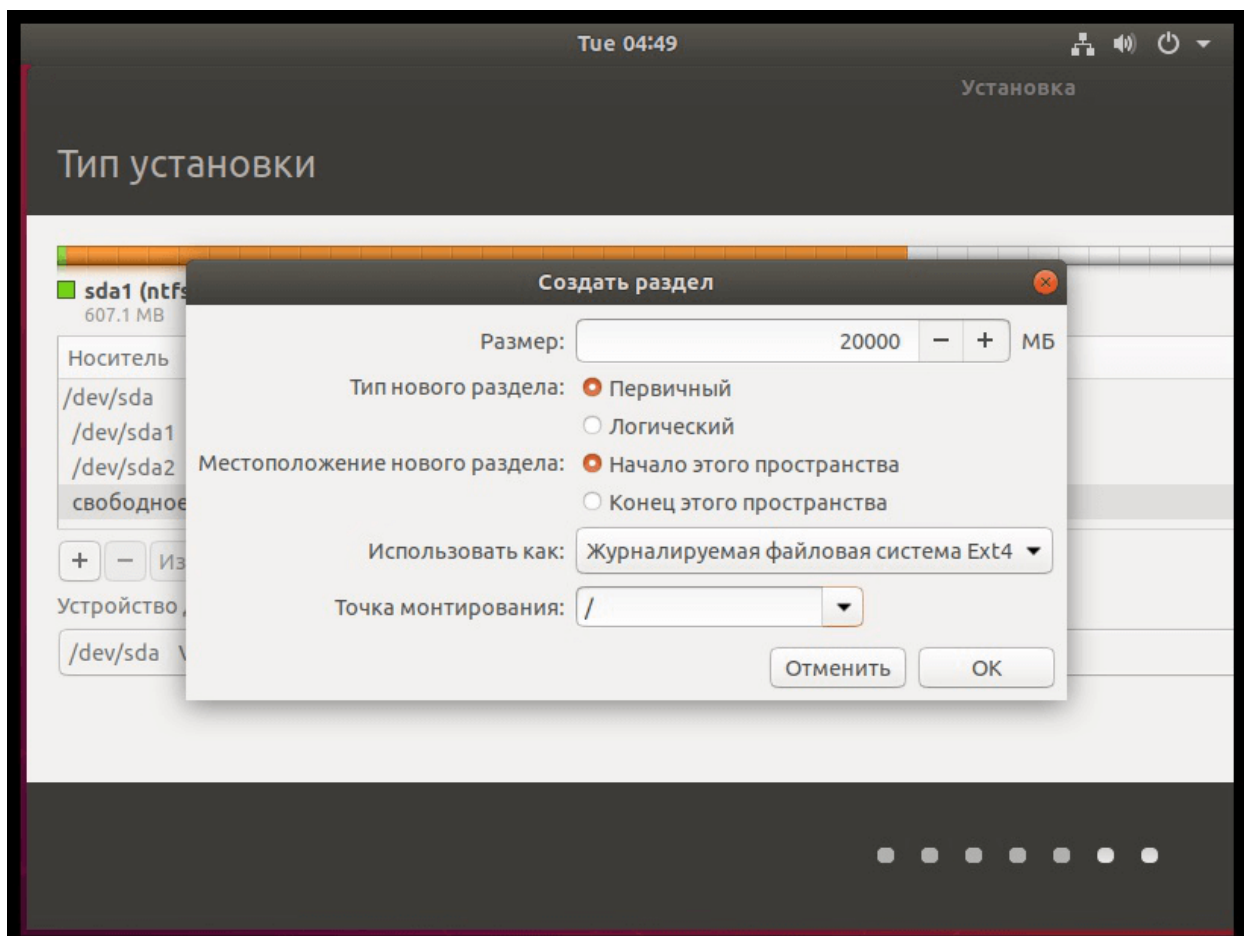 Tue 04:49
Установка
Тип установки
Создать раздел
sda1 (ntfs
607.1 MB
Размер: 20000 МБ
Носитель
Тип нового раздела: Первичный
/dev/sda
Логический
/dev/sda1
Местоположение нового раздела: Начало этого пространства
/dev/sda2
Конец этого пространства
свободное
Использовать как: Журналируемая файловая система Ext4
+ − Из
Точка монтирования: /
Устройство
/dev/sda
Отменить OK